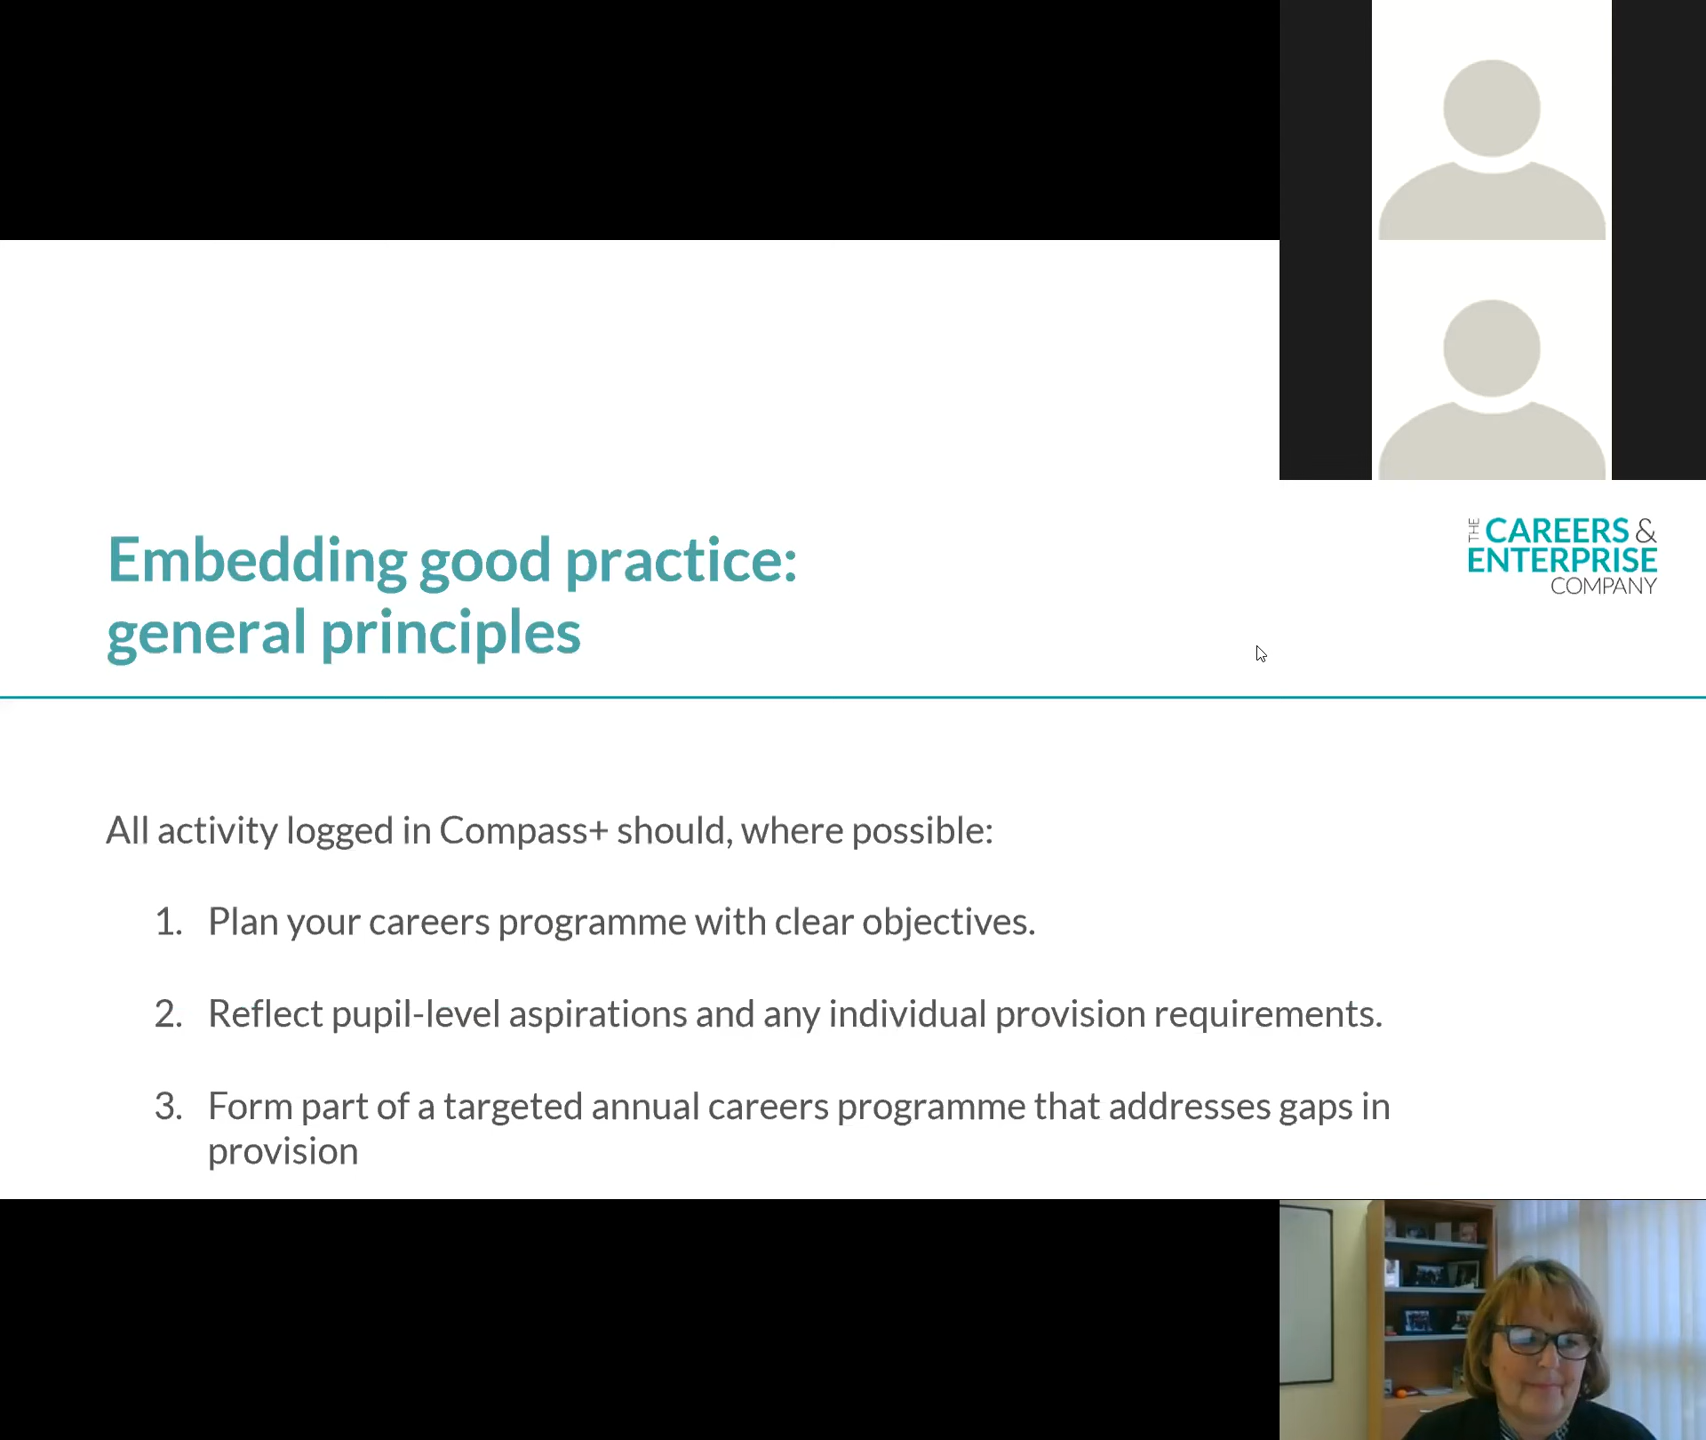 THE CAREERS &
ENTERPRISE
COMPANY
Embedding good practice:
general principles
All activity logged in Compass+ should, where possible:
1. Plan your careers programme with clear objectives.
2. Reflect pupil-level aspirations and any individual provision requirements.
3. Form part of a targeted annual careers programme that addresses gaps in
provision